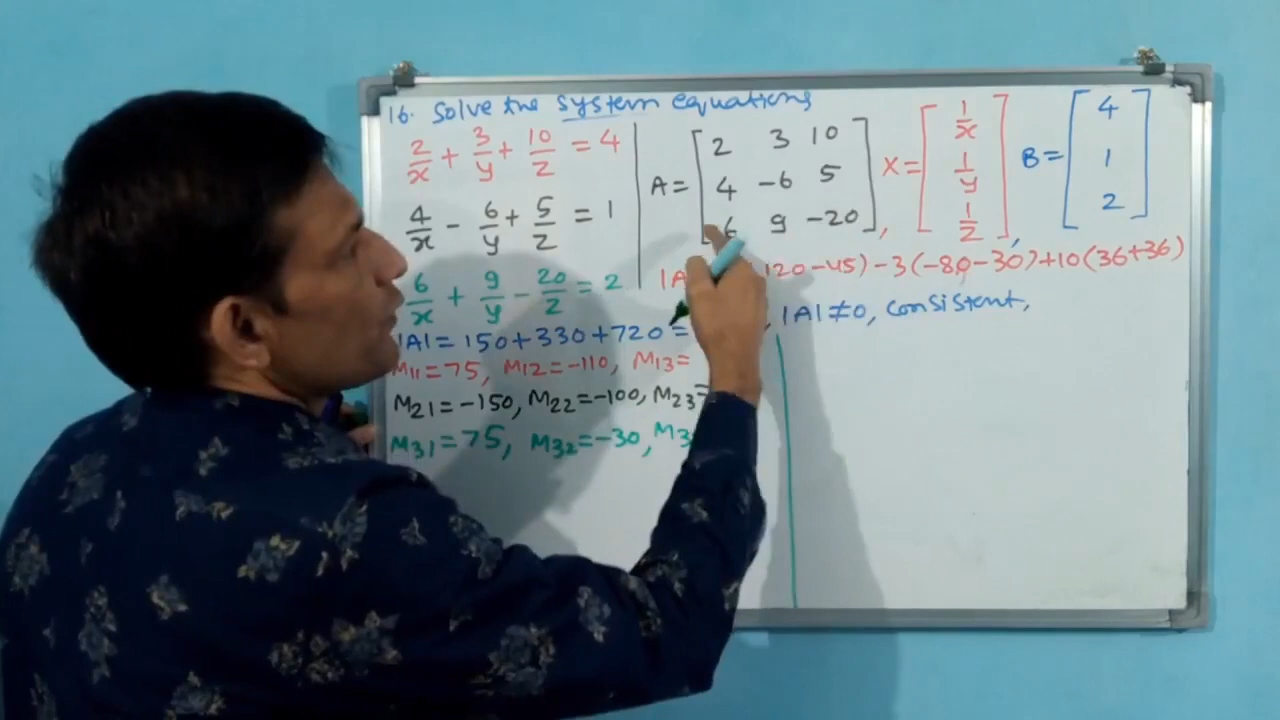 16. Solve the system equations
2/x + 3/y + 10/z = 4
4/x - 6/y + 5/z = 1
6/x + 9/y - 20/z = 2
A = [2 3 10
4 -6 5
6 9 -20],
X = [1/x
1/y
1/z],
B = [4
1
2]
|A 120-45)-3(-80-30)+10(36+36)
|A| = 150+330+720 = , |A|≠0, consistent,
M11=75, M12=-110, M13=
M21=-150, M22=-100, M23=
M31=75, M32=-30, M3